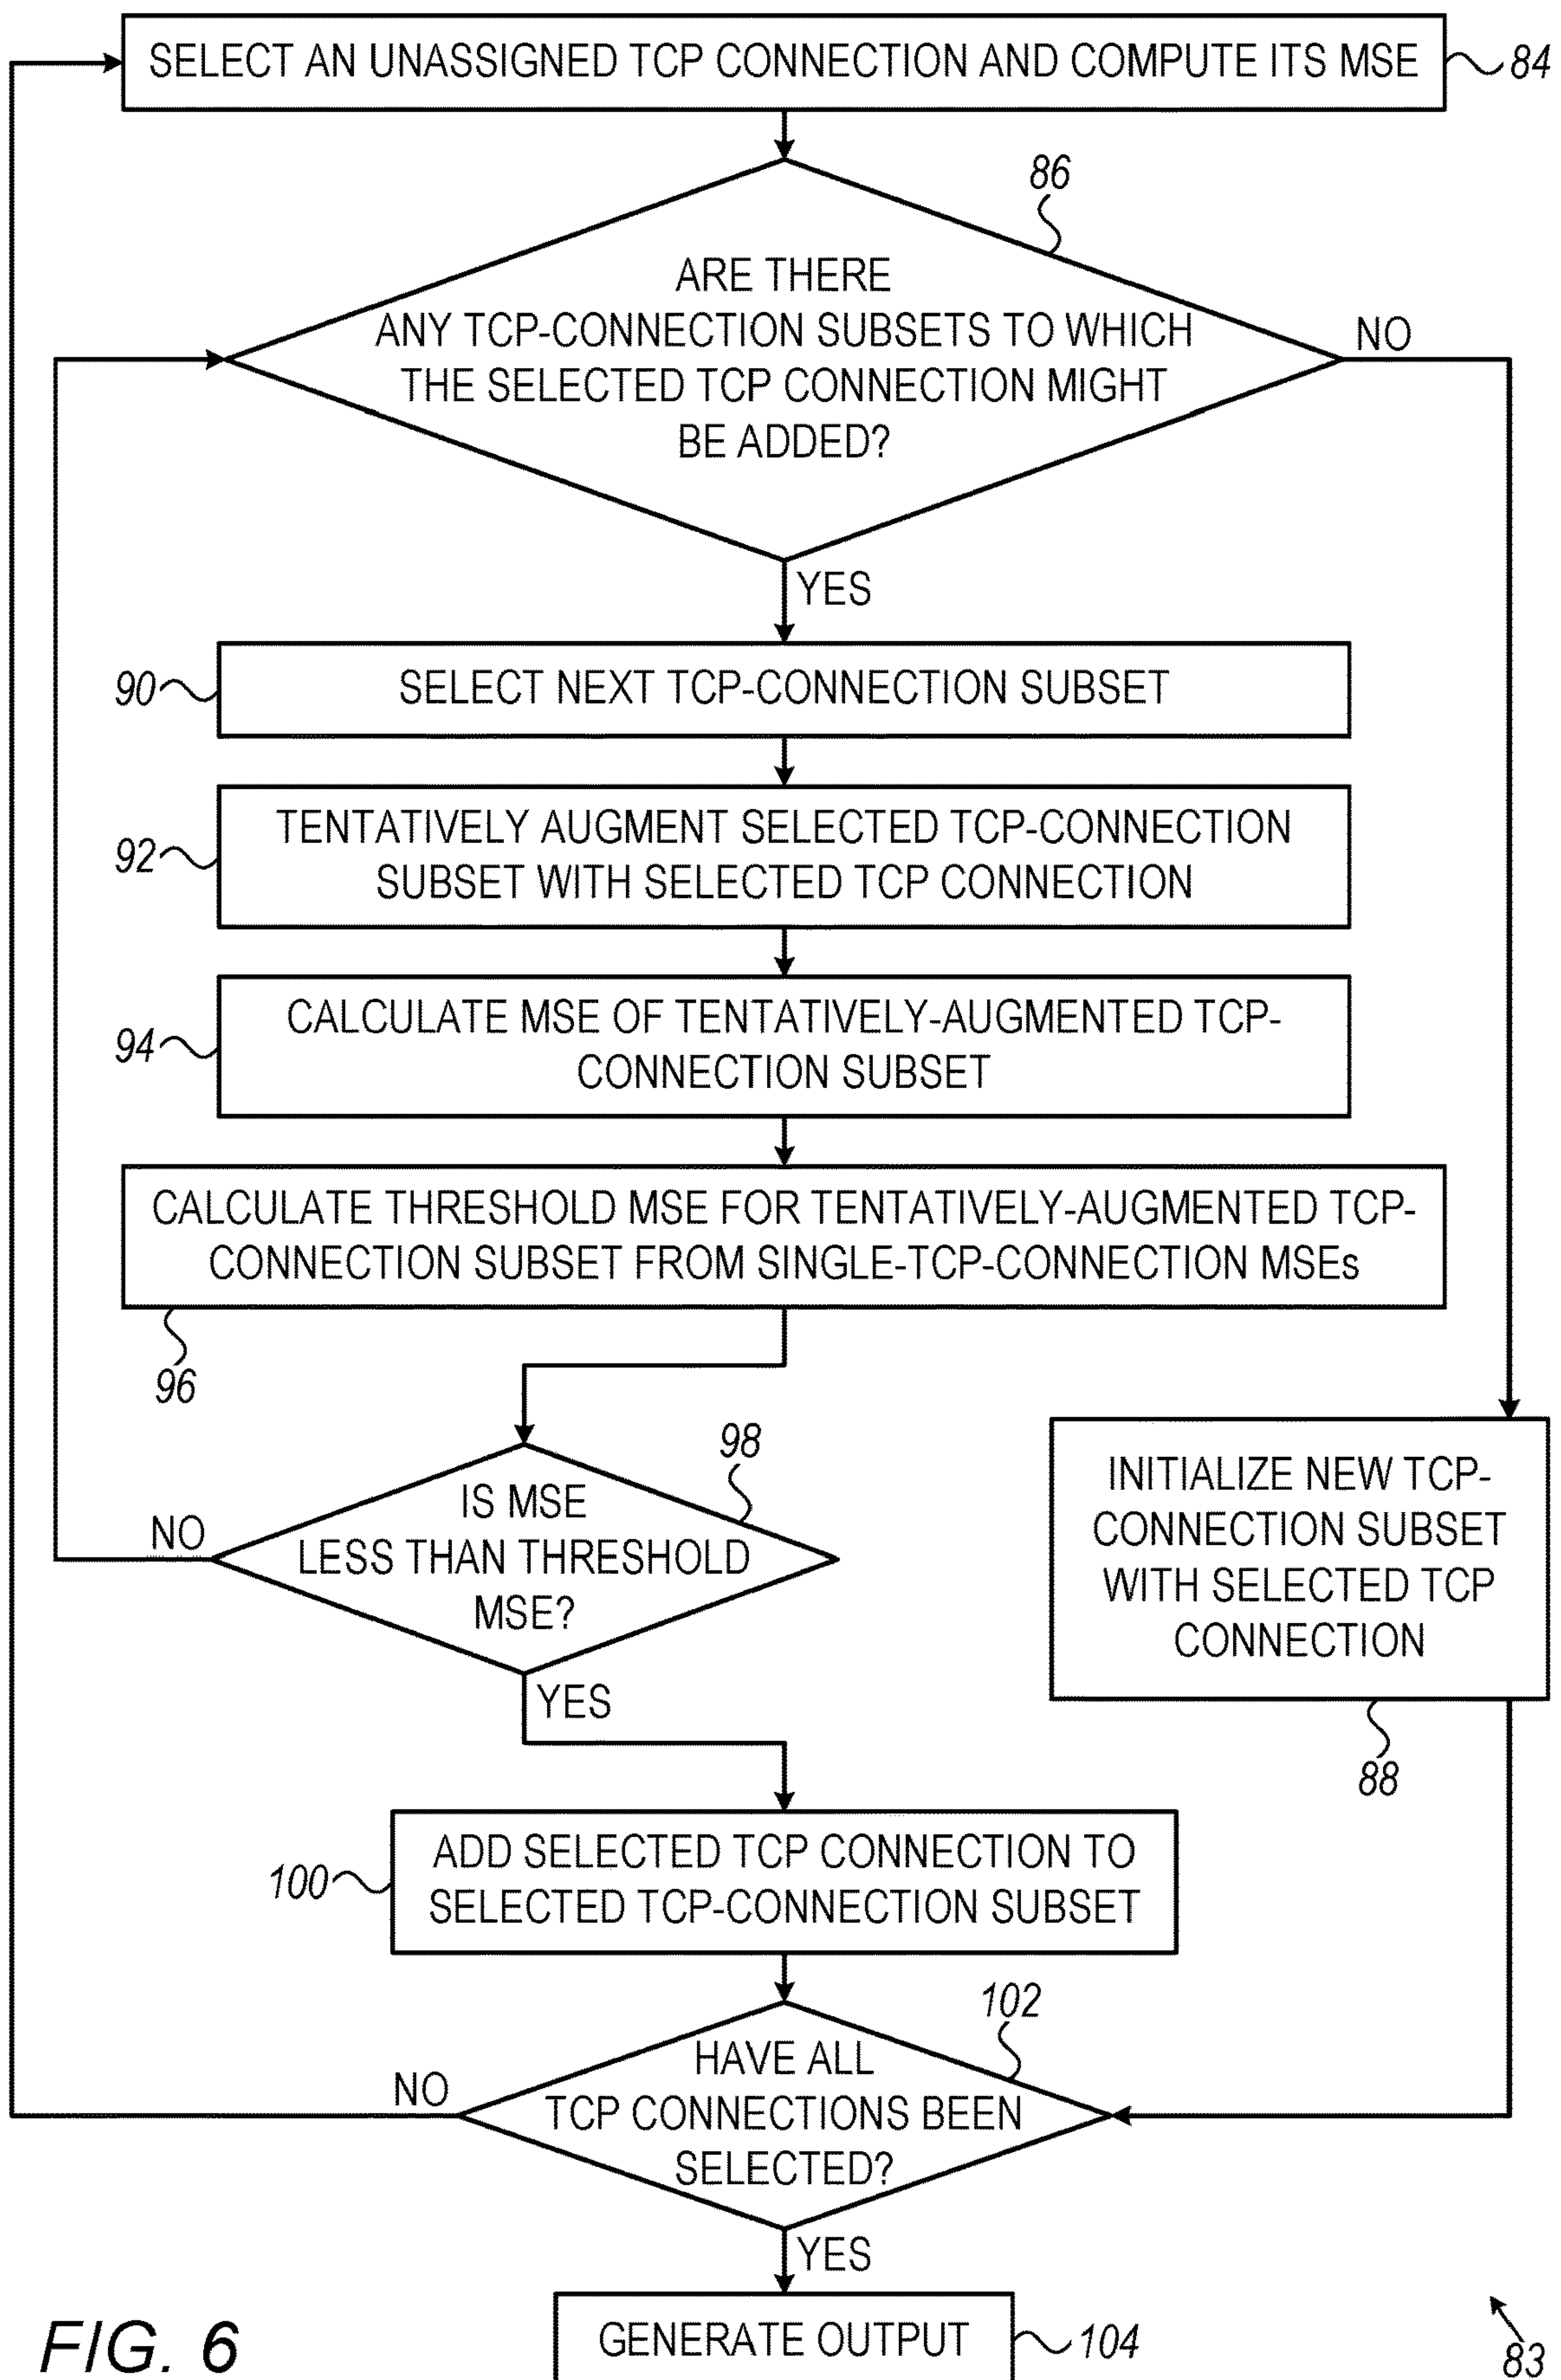 SELECT AN UNASSIGNED TCP CONNECTION AND COMPUTE ITS MSE
84
86
ARE THERE
ANY TCP-CONNECTION SUBSETS TO WHICH
THE SELECTED TCP CONNECTION MIGHT
BE ADDED?
NO
YES
90
SELECT NEXT TCP-CONNECTION SUBSET
92
TENTATIVELY AUGMENT SELECTED TCP-CONNECTION
SUBSET WITH SELECTED TCP CONNECTION
94
CALCULATE MSE OF TENTATIVELY-AUGMENTED TCP-
CONNECTION SUBSET
CALCULATE THRESHOLD MSE FOR TENTATIVELY-AUGMENTED TCP-
CONNECTION SUBSET FROM SINGLE-TCP-CONNECTION MSEs
96
98
IS MSE
LESS THAN THRESHOLD
MSE?
NO
YES
INITIALIZE NEW TCP-
CONNECTION SUBSET
WITH SELECTED TCP
CONNECTION
88
100
ADD SELECTED TCP CONNECTION TO
SELECTED TCP-CONNECTION SUBSET
102
HAVE ALL
TCP CONNECTIONS BEEN
SELECTED?
NO
YES
GENERATE OUTPUT
104
FIG. 6
83